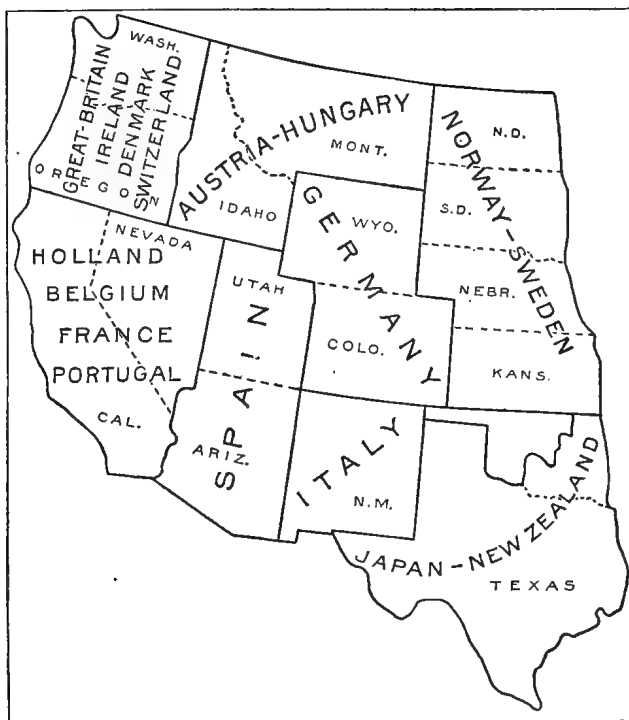 WASH.
GREAT-BRITAIN
IRELAND
DENMARK
SWITZERLAND
OREGON
AUSTRIA-HUNGARY
MONT.
IDAHO
NORWAY-SWEDEN
N.D.
S.D.
NEBR.
KANS.
GERMANY
WYO.
COLO.
NEVADA
HOLLAND
BELGIUM
FRANCE
PORTUGAL
CAL.
UTAH
SPAIN
ARIZ.
ITALY
N.M.
JAPAN-NEW ZEALAND
TEXAS